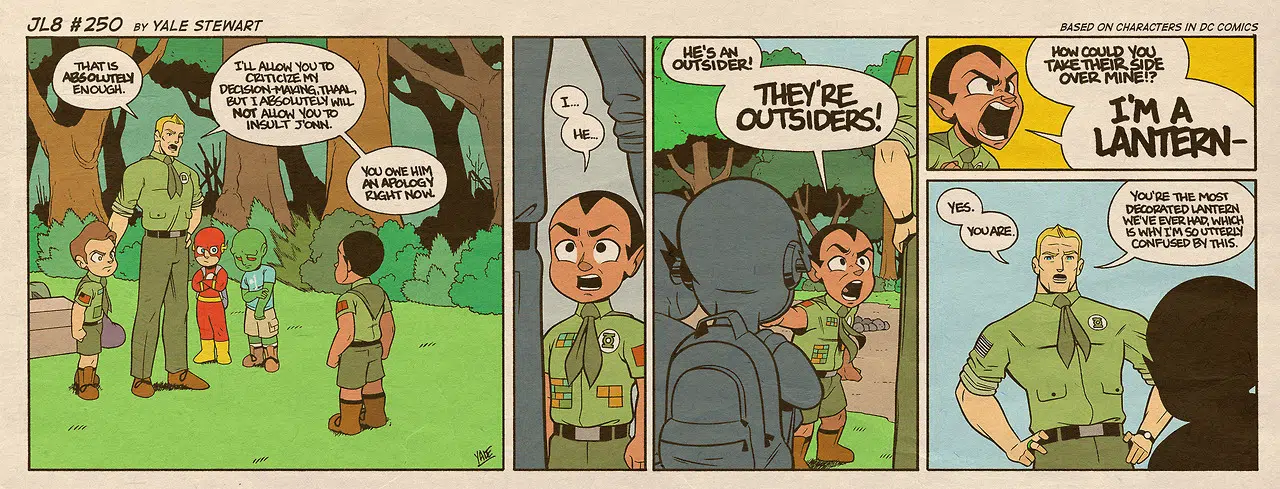 JL8 #250 BY YALE STEWART
BASED ON CHARACTERS IN DC COMICS
THAT IS
ABSOLUTELY
ENOUGH.
I'LL ALLOW YOU TO
CRITICIZE MY
DECISION-MAKING, THAAL,
BUT I ABSOLUTELY WILL
NOT ALLOW YOU TO
INSULT J'ONN.
YOU OWE HIM
AN APOLOGY
RIGHT NOW.
YALE
I...
HE...
HE'S AN
OUTSIDER!
THEY'RE
OUTSIDERS!
HOW COULD YOU
TAKE THEIR SIDE
OVER MINE!?
I'M A
LANTERN-
YES.
YOU ARE.
YOU'RE THE MOST
DECORATED LANTERN
WE'VE EVER HAD, WHICH
IS WHY I'M SO UTTERLY
CONFUSED BY THIS.